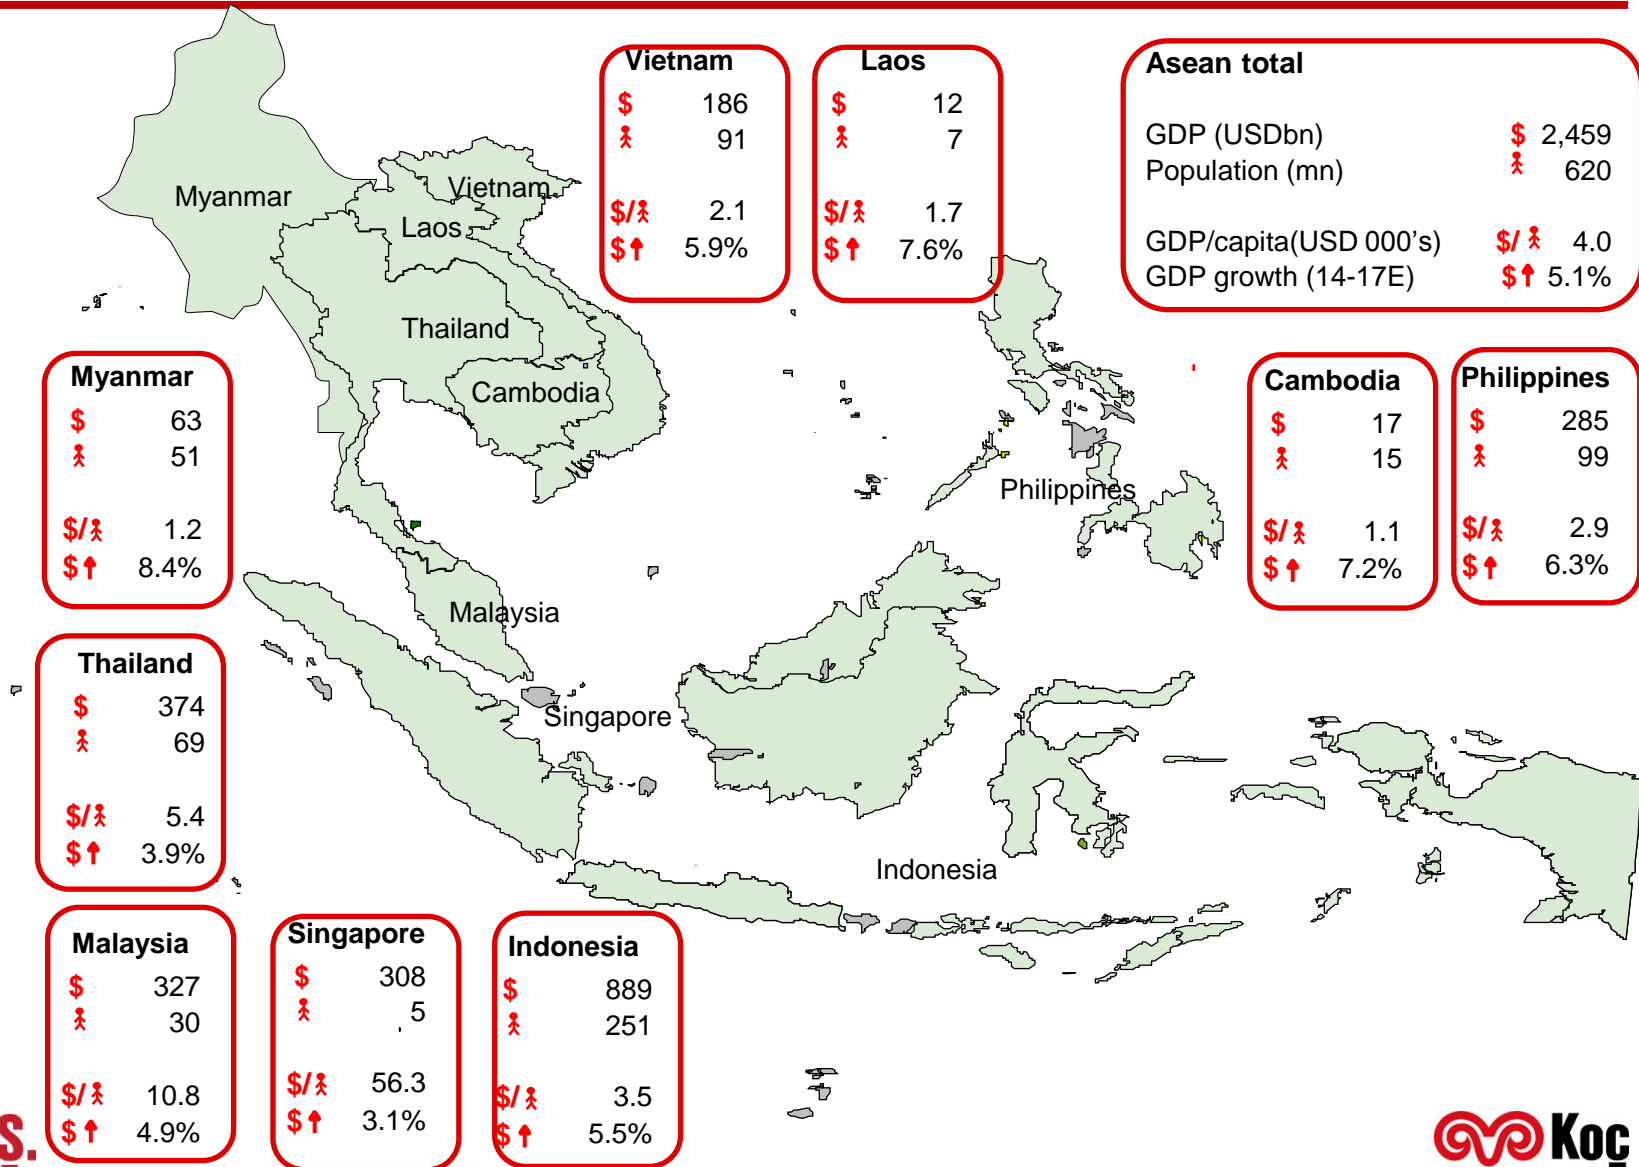 Vietnam
$ 186
91
$/ 2.1
$ 5.9%
Laos
$ 12
7
$/ 1.7
$ 7.6%
Asean total
GDP (USDbn) $ 2,459
Population (mn) 620
GDP/capita(USD 000's) $/ 4.0
GDP growth (14-17E) $ 5.1%
Myanmar
Vietnam
Laos
Thailand
Cambodia
Philippines
Malaysia
Singapore
Indonesia
Myanmar
$ 63
51
$/ 1.2
$ 8.4%
Cambodia
$ 17
15
$/ 1.1
$ 7.2%
Philippines
$ 285
99
$/ 2.9
$ 6.3%
Thailand
$ 374
69
$/ 5.4
$ 3.9%
Malaysia
$ 327
30
$/ 10.8
$ 4.9%
Singapore
$ 308
5
$/ 56.3
$ 3.1%
Indonesia
$ 889
251
$/ 3.5
$ 5.5%
Ş.
Koç